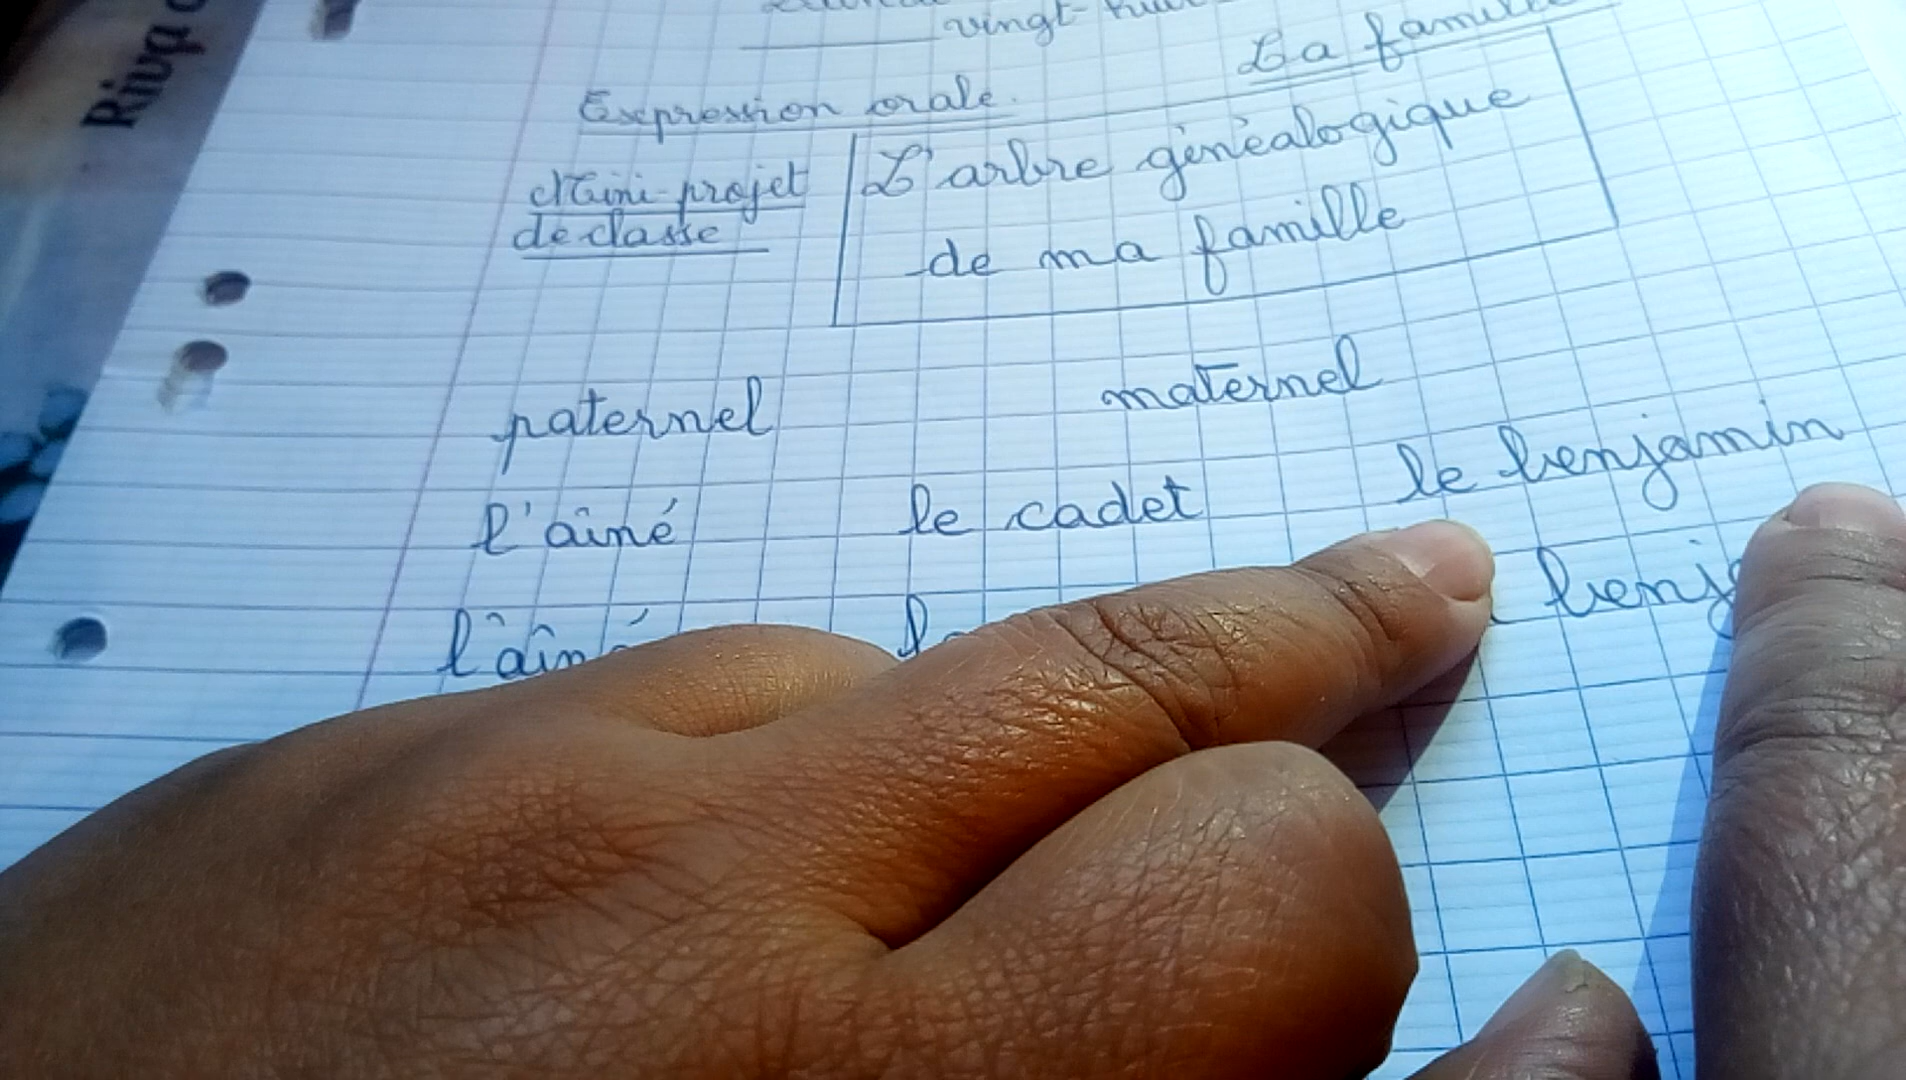 vingt-huit
La famille
Expression orale.
Mini-projet
de classe
L'arbre généalogique
de ma famille
paternel maternel
l'aîné le cadet le benjamin